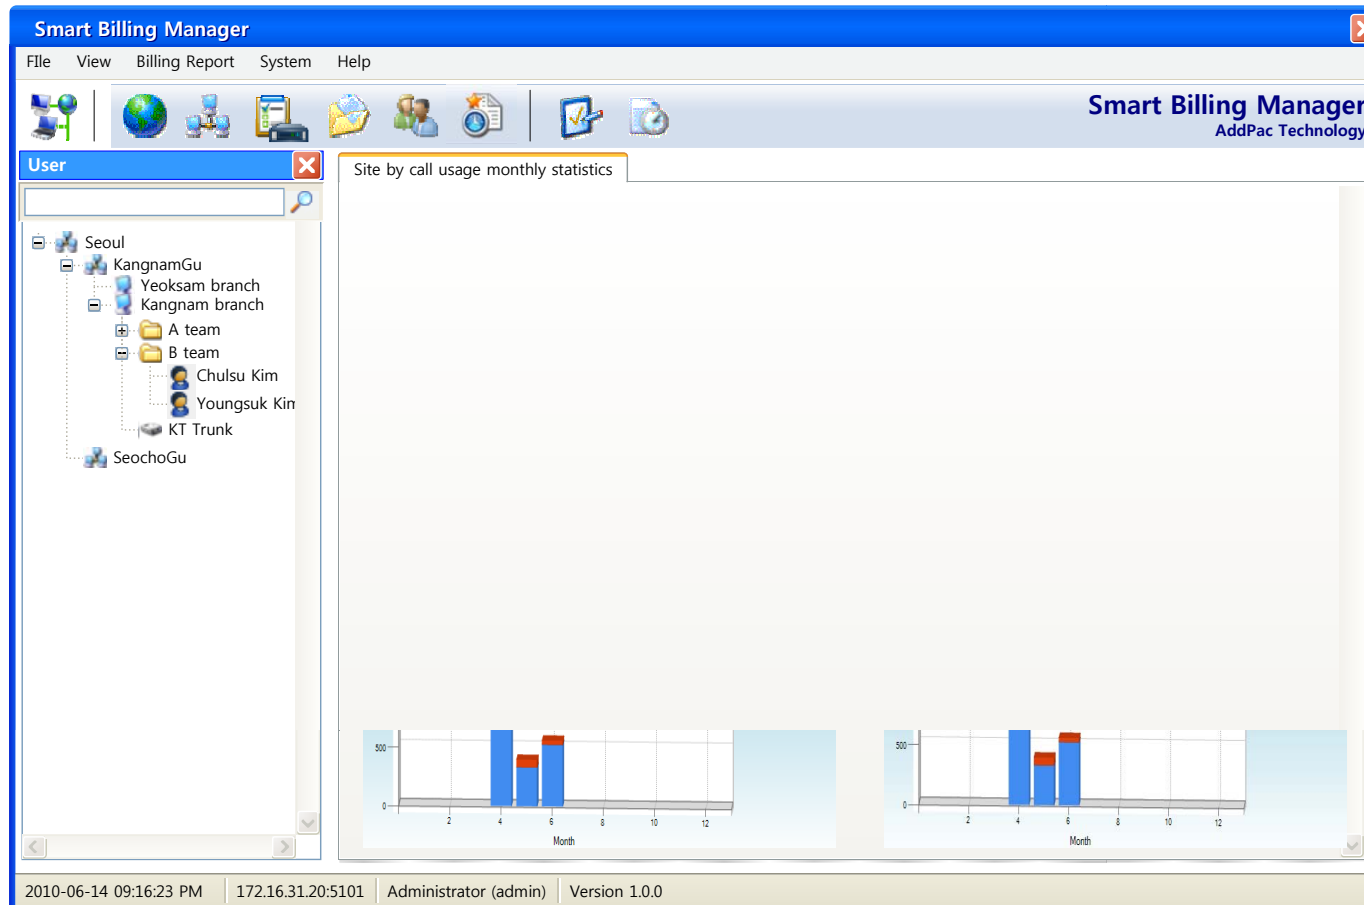 Smart Billing Manager
FIle View Billing Report System Help
Smart Billing Manager
AddPac Technology
User
Site by call usage monthly statistics
Seoul
KangnamGu
Yeoksam branch
Kangnam branch
A team
B team
Chulsu Kim
Youngsuk Kim
KT Trunk
SeochoGu
500
0
2 4 6 8 10 12
Month
500
0
2 4 6 8 10 12
Month
2010-06-14 09:16:23 PM 172.16.31.20:5101 Administrator (admin) Version 1.0.0